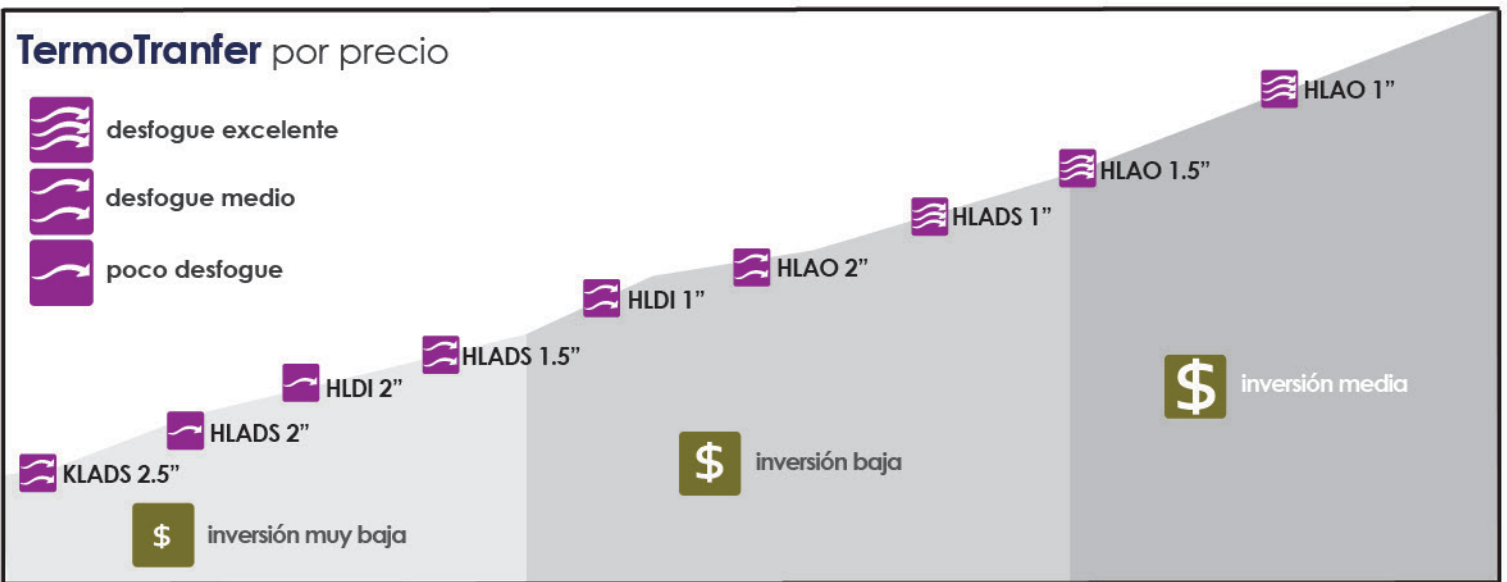 TermoTranfer por precio
desfogue excelente
desfogue medio
poco desfogue
HLAO 1”
HLAO 1.5”
HLADS 1”
HLAO 2”
HLDI 1”
HLADS 1.5”
HLDI 2”
HLADS 2”
KLADS 2.5”
$ inversión media
$ inversión baja
$ inversión muy baja